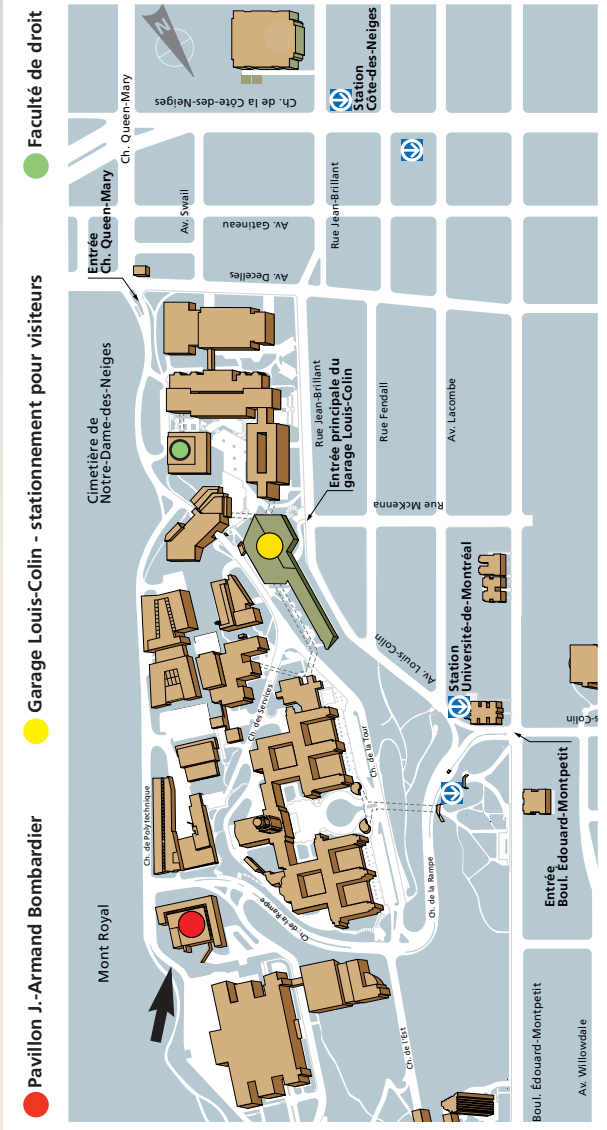 Pavillon J.-Armand Bombardier
Garage Louis-Colin - stationnement pour visiteurs
Faculté de droit
Mont Royal
Cimetière de
Notre-Dame-des-Neiges
Entrée
Ch. Queen-Mary
Ch. Queen-Mary
N
Ch. de la Côte-des-Neiges
Station
Côte-des-Neiges
Av. Swail
Av. Gatineau
Av. Decelles
Rue Jean-Brillant
Rue Jean-Brillant
Entrée principale du
garage Louis-Colin
Rue Fendall
Av. Lacombe
Rue McKenna
Av. Louis-Colin
Station
Université-de-Montréal
s-Colin
Ch. de Polytechnique
Ch. des Services
Ch. de la Tour
Ch. de la Rampe
Ch. de la Rampe
Ch. de l'Est
Entrée
Boul. Édouard-Montpetit
Boul. Édouard-Montpetit
Av. Willowdale